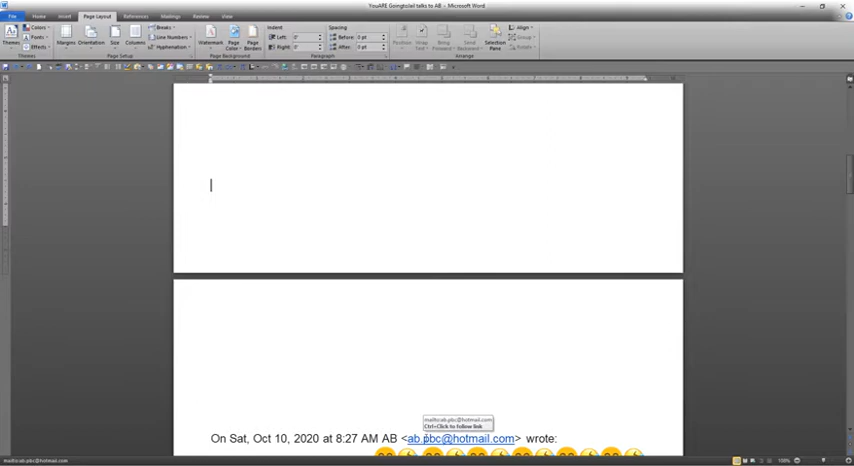 YouARE Goingtojail talks to AB - Microsoft Word
File Home Insert Page Layout References Mailings Review View
Themes Colors Fonts Effects Margins Orientation Size Columns Breaks Line Numbers Hyphenation Watermark Page Color Page Borders Indent Left: 0" Right: 0" Spacing Before: 0 pt After: 0 pt Position Wrap Text Bring Forward Send Backward Selection Pane Align Group Rotate
Themes Page Setup Page Background Paragraph Arrange
mailto:ab.pbc@hotmail.com
Ctrl+Click to follow link
On Sat, Oct 10, 2020 at 8:27 AM AB <ab.pbc@hotmail.com> wrote:
mailto:ab.pbc@hotmail.com 100%